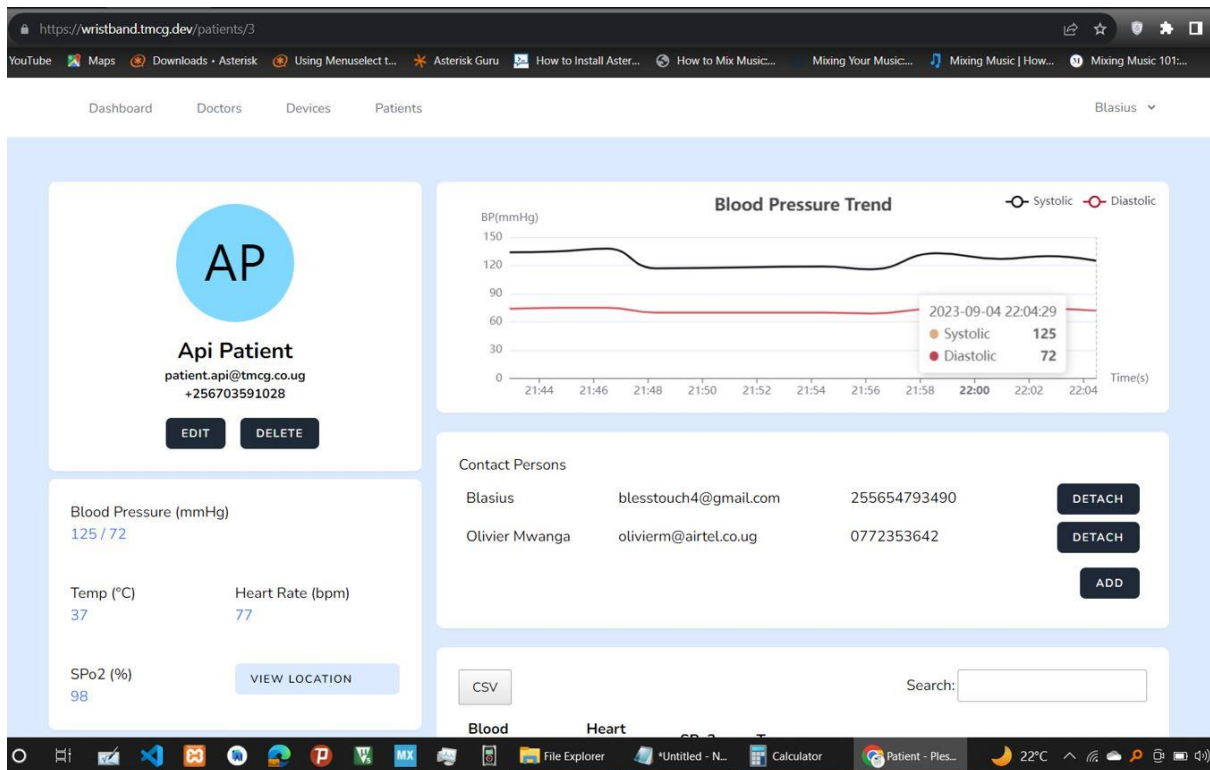 https://wristband.tmcg.dev/patients/3
YouTube Maps Downloads • Asterisk Using Menuselect t... Asterisk Guru How to Install Aster... How to Mix Music:... Mixing Your Music:... Mixing Music | How... Mixing Music 101:...
Dashboard Doctors Devices Patients Blasius
AP
Api Patient
patient.api@tmcg.co.ug
+256703591028
EDIT DELETE
Blood Pressure (mmHg)
125 / 72
Temp (°C) Heart Rate (bpm)
37 77
SPo2 (%) VIEW LOCATION
98
Blood Pressure Trend
Systolic Diastolic
BP(mmHg)
150
120
90
60
30
0
2023-09-04 22:04:29
Systolic 125
Diastolic 72
21:44 21:46 21:48 21:50 21:52 21:54 21:56 21:58 22:00 22:02 22:04
Time(s)
Contact Persons
Blasius blesstouch4@gmail.com 255654793490 DETACH
Olivier Mwanga olivierm@airtel.co.ug 0772353642 DETACH
ADD
CSV Search:
Blood Heart
File Explorer *Untitled - N... Calculator Patient - Ples... 22°C